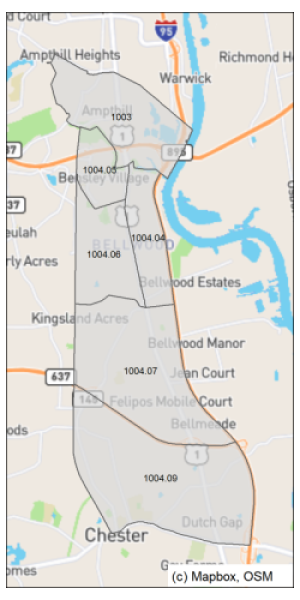 d Court
95
Ampthill Heights
Richmond H
Warwick
Ampthill
1003
1
37
895
1004.05
Bensley Village
37
1004.04
eulah
BELLWOOD
rly Acres
1004.06
Bellwood Estates
Kingsland Acres
Bellwood Manor
1004.07
Jean Court
637
145
Felipos Mobile Court
Bellmeade
ods
1
1004.09
Dutch Gap
Chester
omes
(c) Mapbox, OSM